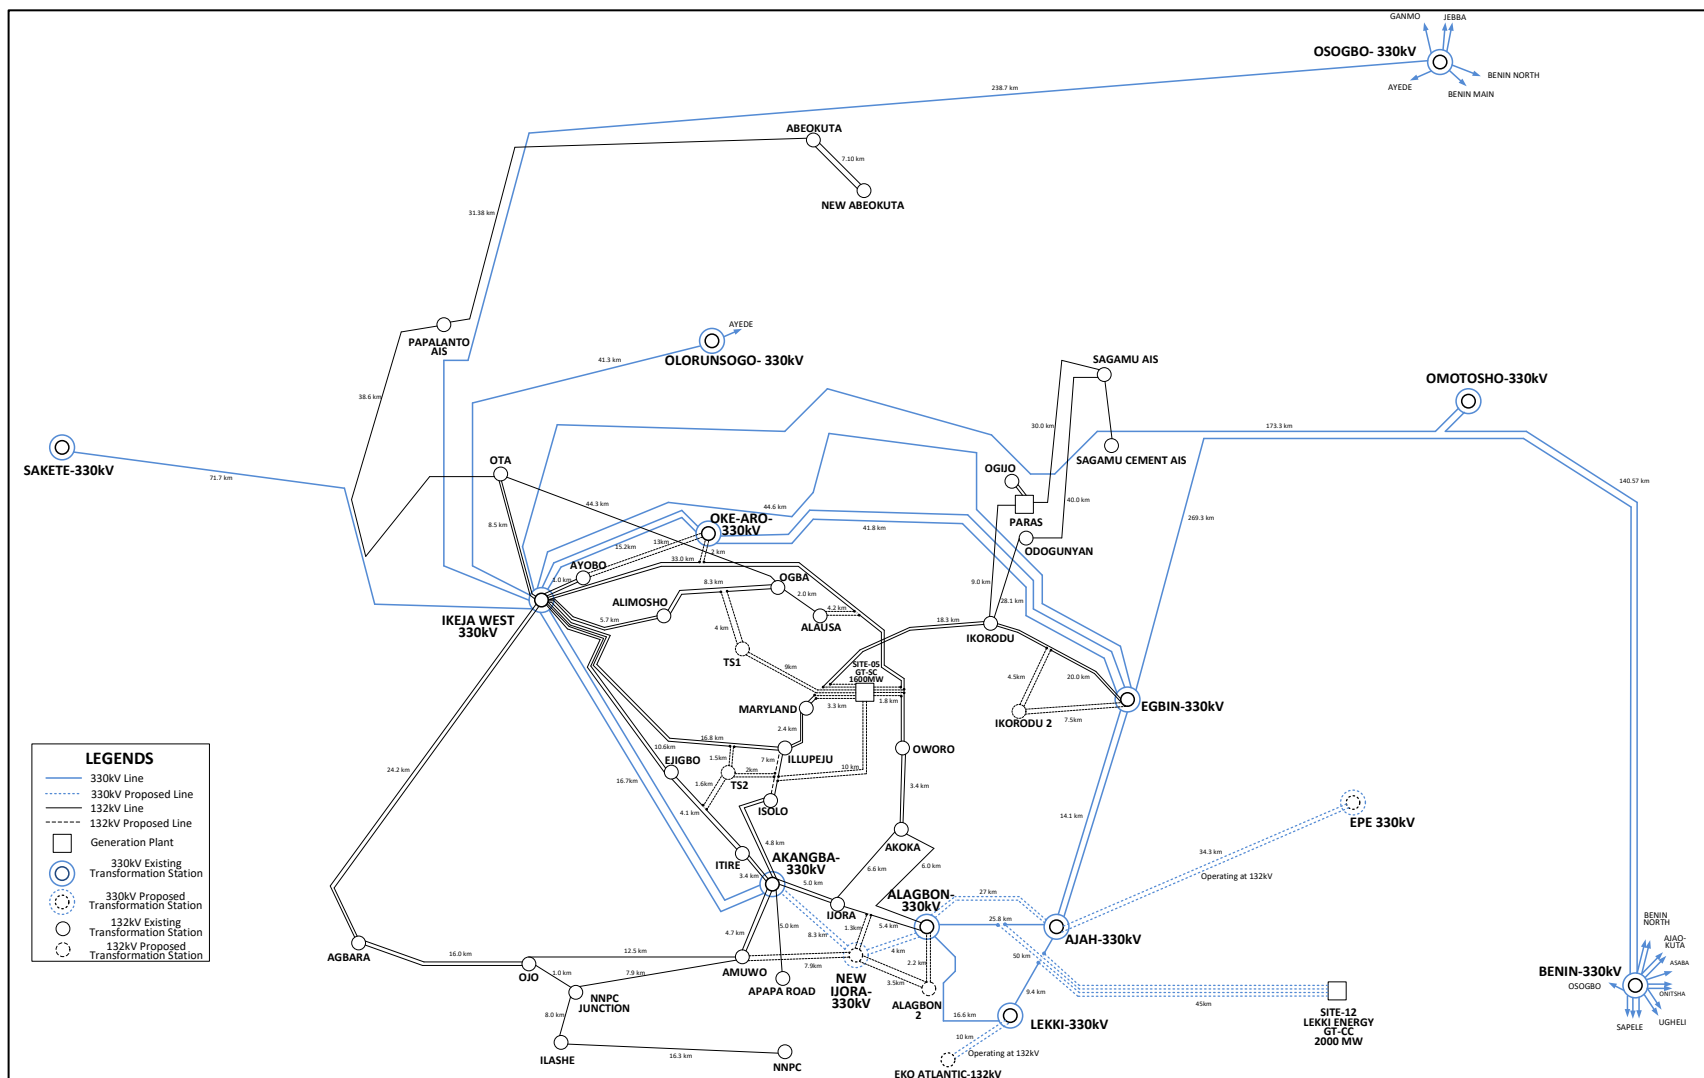 GANMO
JEBBA
OSOGBO- 330kV
BENIN NORTH
AYEDE
BENIN MAIN
238.7 km
ABEOKUTA
7.10 km
NEW ABEOKUTA
31.38 km
PAPALANTO
AIS
AYEDE
OLORUNSOGO- 330kV
41.3 km
38.6 km
SAGAMU AIS
OMOTOSHO-330kV
30.0 km
173.3 km
SAKETE-330kV
71.7 km
OTA
SAGAMU CEMENT AIS
OGIJO
44.3 km
44.6 km
40.0 km
140.57 km
8.5 km
OKE-ARO-
330kV
41.8 km
PARAS
269.3 km
13km
15.2km
2 km
33.0 km
ODOGUNYAN
AYOBO
1.0 km
8.3 km
OGBA
9.0 km
2.0 km
28.1 km
ALIMOSHO
4.2 km
5.7 km
ALAUSA
IKEJA WEST
330kV
4 km
18.3 km
IKORODU
TS1
9km
SITE-05
GT-SC
1600MW
4.5km
20.0 km
MARYLAND
3.3 km
1.8 km
IKORODU 2
7.5km
EGBIN-330kV
2.4 km
16.8 km
10.6km
1.5km
7 km
ILLUPEJU
OWORO
EJIGBO
10 km
2km
TS2
16.7km
1.6km
3.4 km
24.2 km
ISOLO
4.1 km
14.1 km
EPE 330kV
LEGENDS
330kV Line
330kV Proposed Line
132kV Line
132kV Proposed Line
Generation Plant
330kV Existing
Transformation Station
330kV Proposed
Transformation Station
132kV Existing
Transformation Station
132kV Proposed
Transformation Station
4.8 km
AKOKA
ITIRE
AKANGBA-
330kV
3.4 km
5.0 km
6.6 km
6.0 km
34.3 km
Operating at 132kV
ALAGBON-
330kV
27 km
IJORA
25.8 km
1.3km
5.4 km
5.0 km
8.3 km
AJAH-330kV
4.7 km
4 km
50 km
AGBARA
16.0 km
12.5 km
OJO
1.0 km
7.9 km
AMUWO
7.9km
2.2 km
3.5km
APAPA ROAD
NEW
IJORA-
330kV
ALAGBON
2
NNPC
JUNCTION
9.4 km
45km
SITE-12
LEKKI ENERGY
GT-CC
2000 MW
8.0 km
16.6 km
LEKKI-330kV
10 km
ILASHE
16.3 km
NNPC
Operating at 132kV
EKO ATLANTIC-132kV
BENIN
NORTH
AJAO-
KUTA
ASABA
BENIN-330kV
OSOGBO
ONITSHA
SAPELE
UGHELI